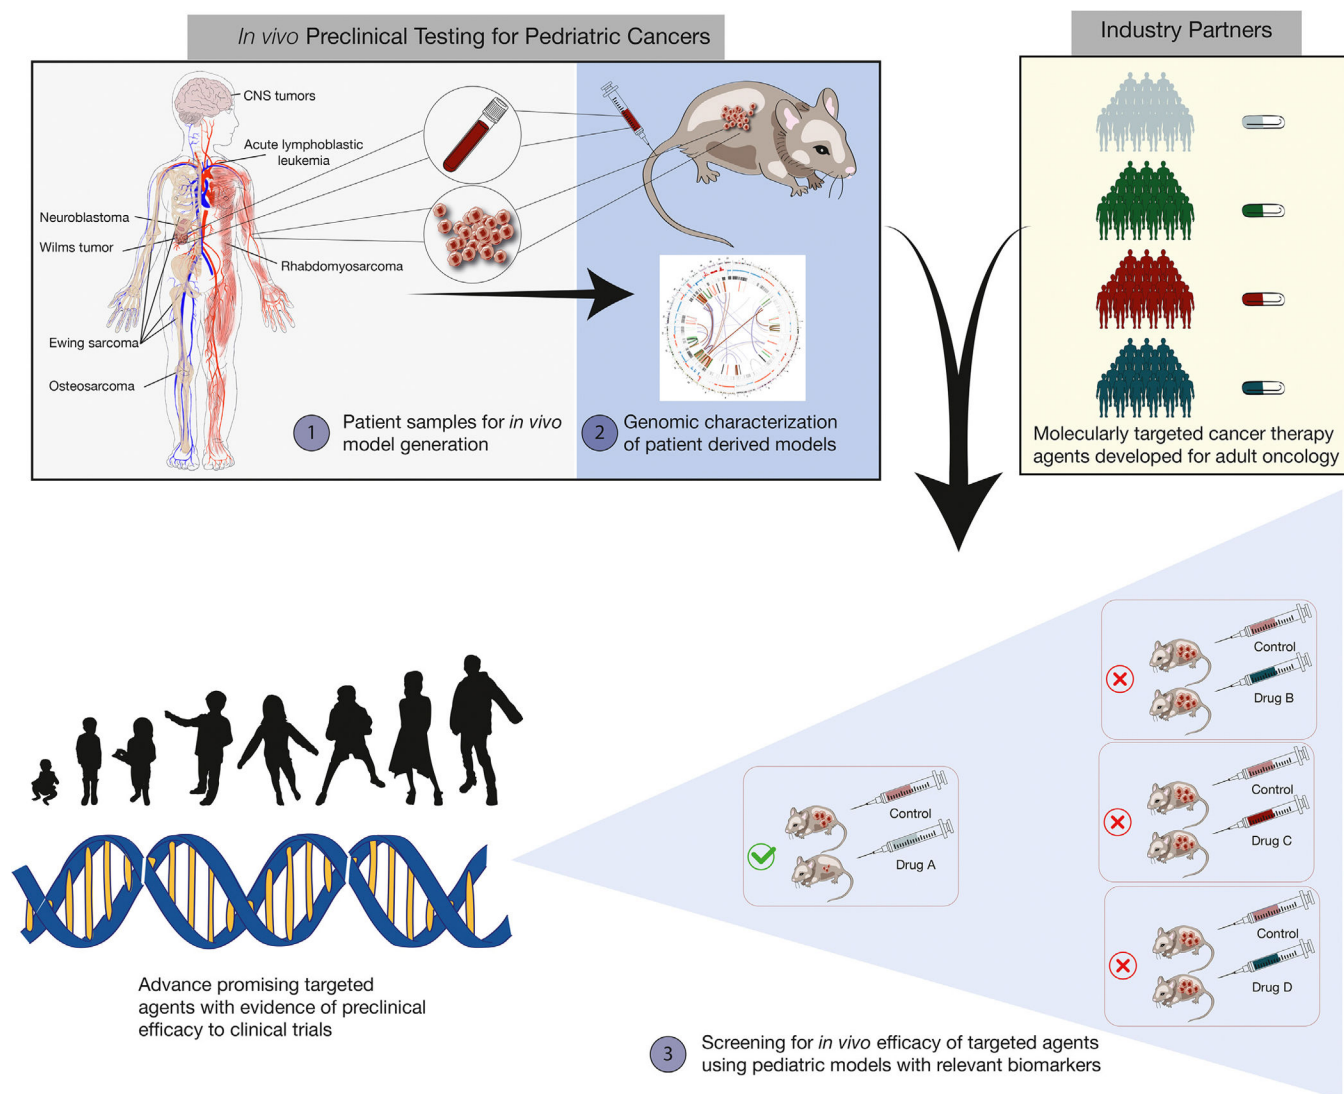 In vivo Preclinical Testing for Pedriatric Cancers
CNS tumors
Acute lymphoblastic
leukemia
Neuroblastoma
Wilms tumor
Rhabdomyosarcoma
Ewing sarcoma
Osteosarcoma
1
Patient samples for in vivo
model generation
2
Genomic characterization
of patient derived models
Industry Partners
Molecularly targeted cancer therapy
agents developed for adult oncology
Control
Drug B
Control
Drug C
Control
Drug D
Control
Drug A
3
Screening for in vivo efficacy of targeted agents
using pediatric models with relevant biomarkers
Advance promising targeted
agents with evidence of preclinical
efficacy to clinical trials